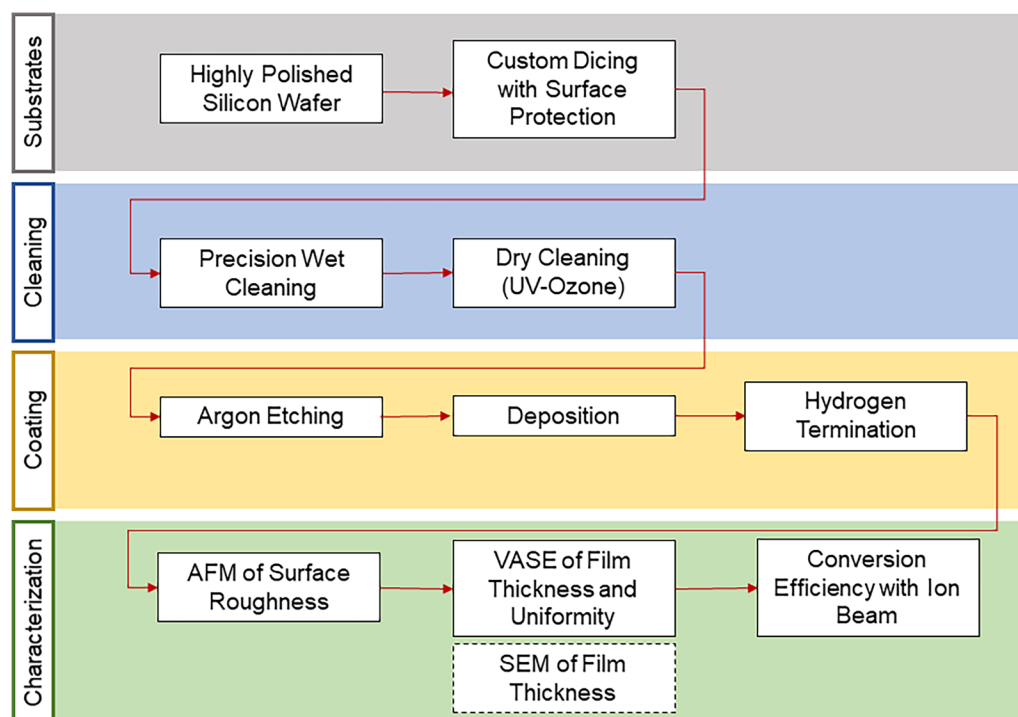 Substrates
Highly Polished
Silicon Wafer
Custom Dicing
with Surface
Protection
Cleaning
Precision Wet
Cleaning
Dry Cleaning
(UV-Ozone)
Coating
Argon Etching
Deposition
Hydrogen
Termination
Characterization
AFM of Surface
Roughness
VASE of Film
Thickness and
Uniformity
SEM of Film
Thickness
Conversion
Efficiency with Ion
Beam